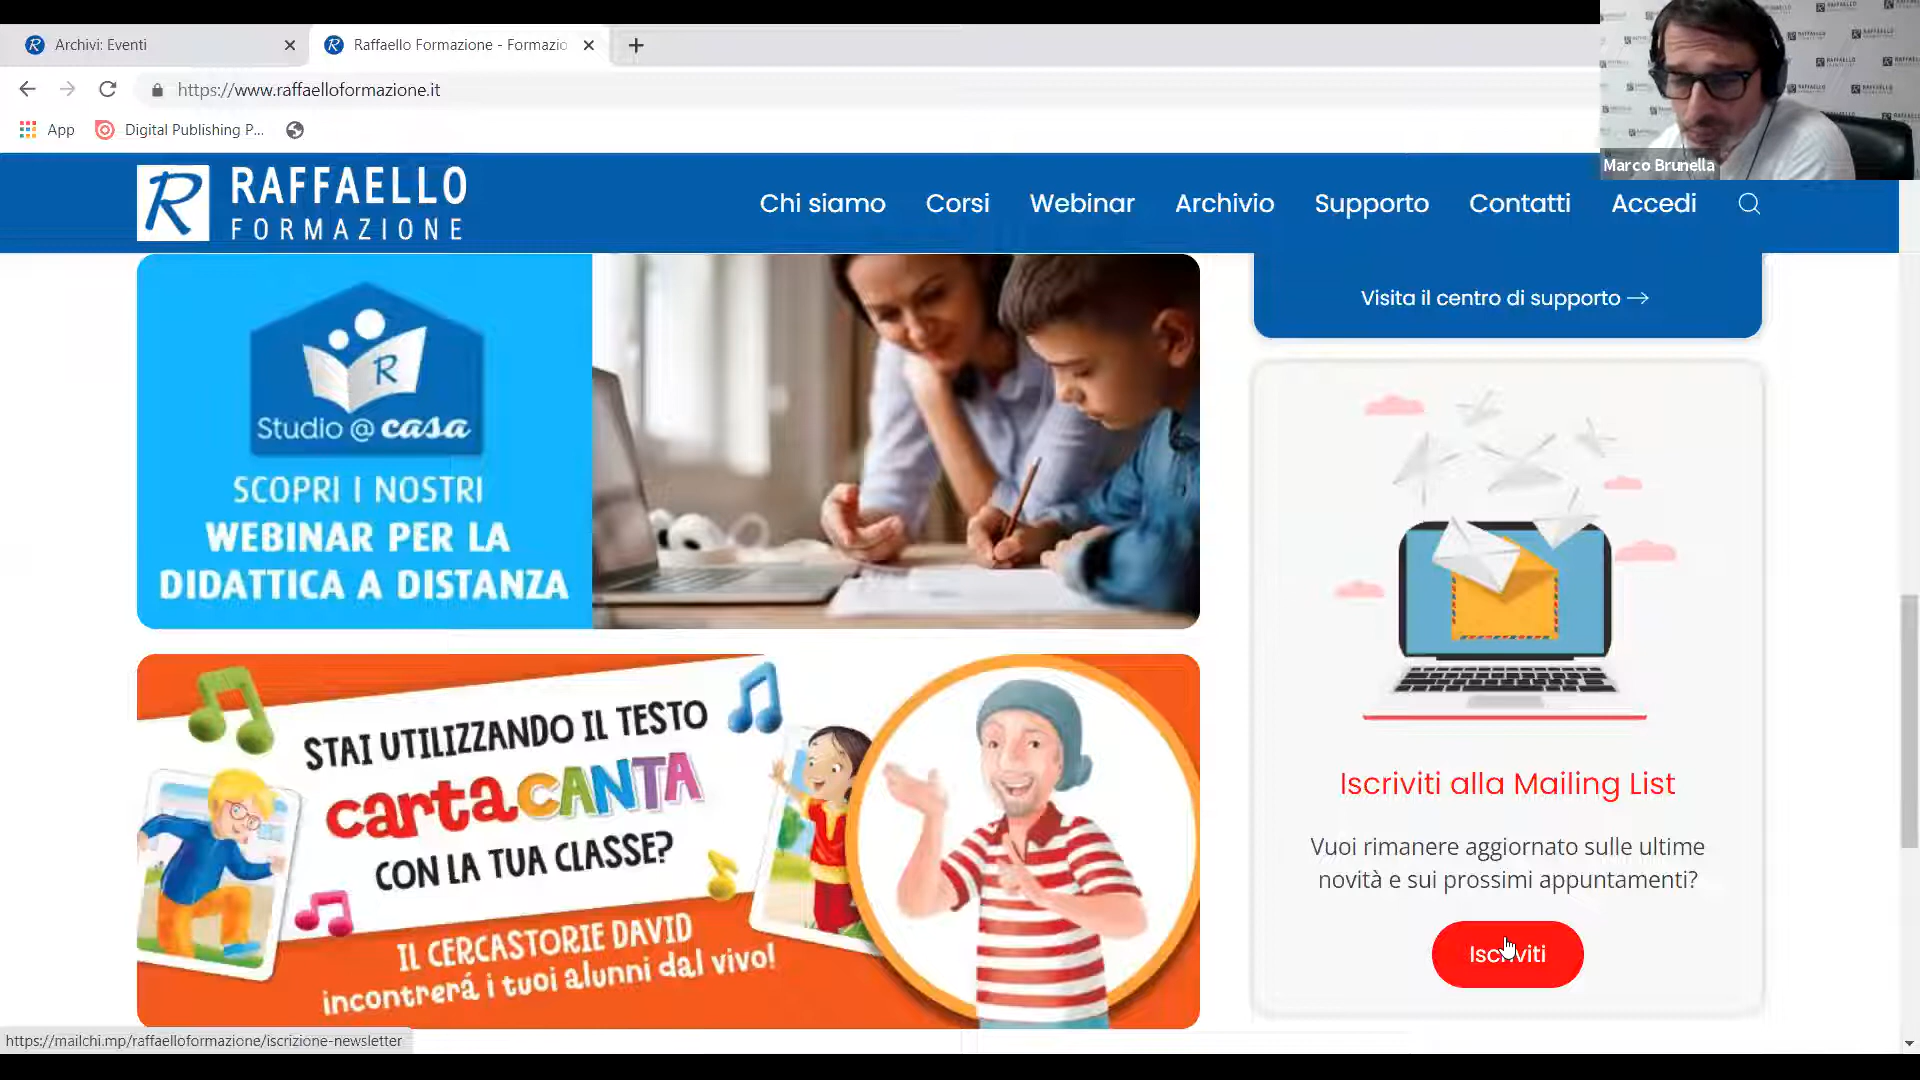 Archivi: Eventi
Raffaello Formazione - Formazio
https://www.raffaelloformazione.it
App
Digital Publishing P...
Marco Brunella
RAFFAELLO
FORMAZIONE
Chi siamo
Corsi
Webinar
Archivio
Supporto
Contatti
Accedi
Studio @ casa
SCOPRI I NOSTRI
WEBINAR PER LA
DIDATTICA A DISTANZA
Visita il centro di supporto
STAI UTILIZZANDO IL TESTO
cartaCANTA
CON LA TUA CLASSE?
IL CERCASTORIE DAVID
incontrerá i tuoi alunni dal vivo!
Iscriviti alla Mailing List
Vuoi rimanere aggiornato sulle ultime
novità e sui prossimi appuntamenti?
Iscriviti
https://mailchi.mp/raffaelloformazione/iscrizione-newsletter